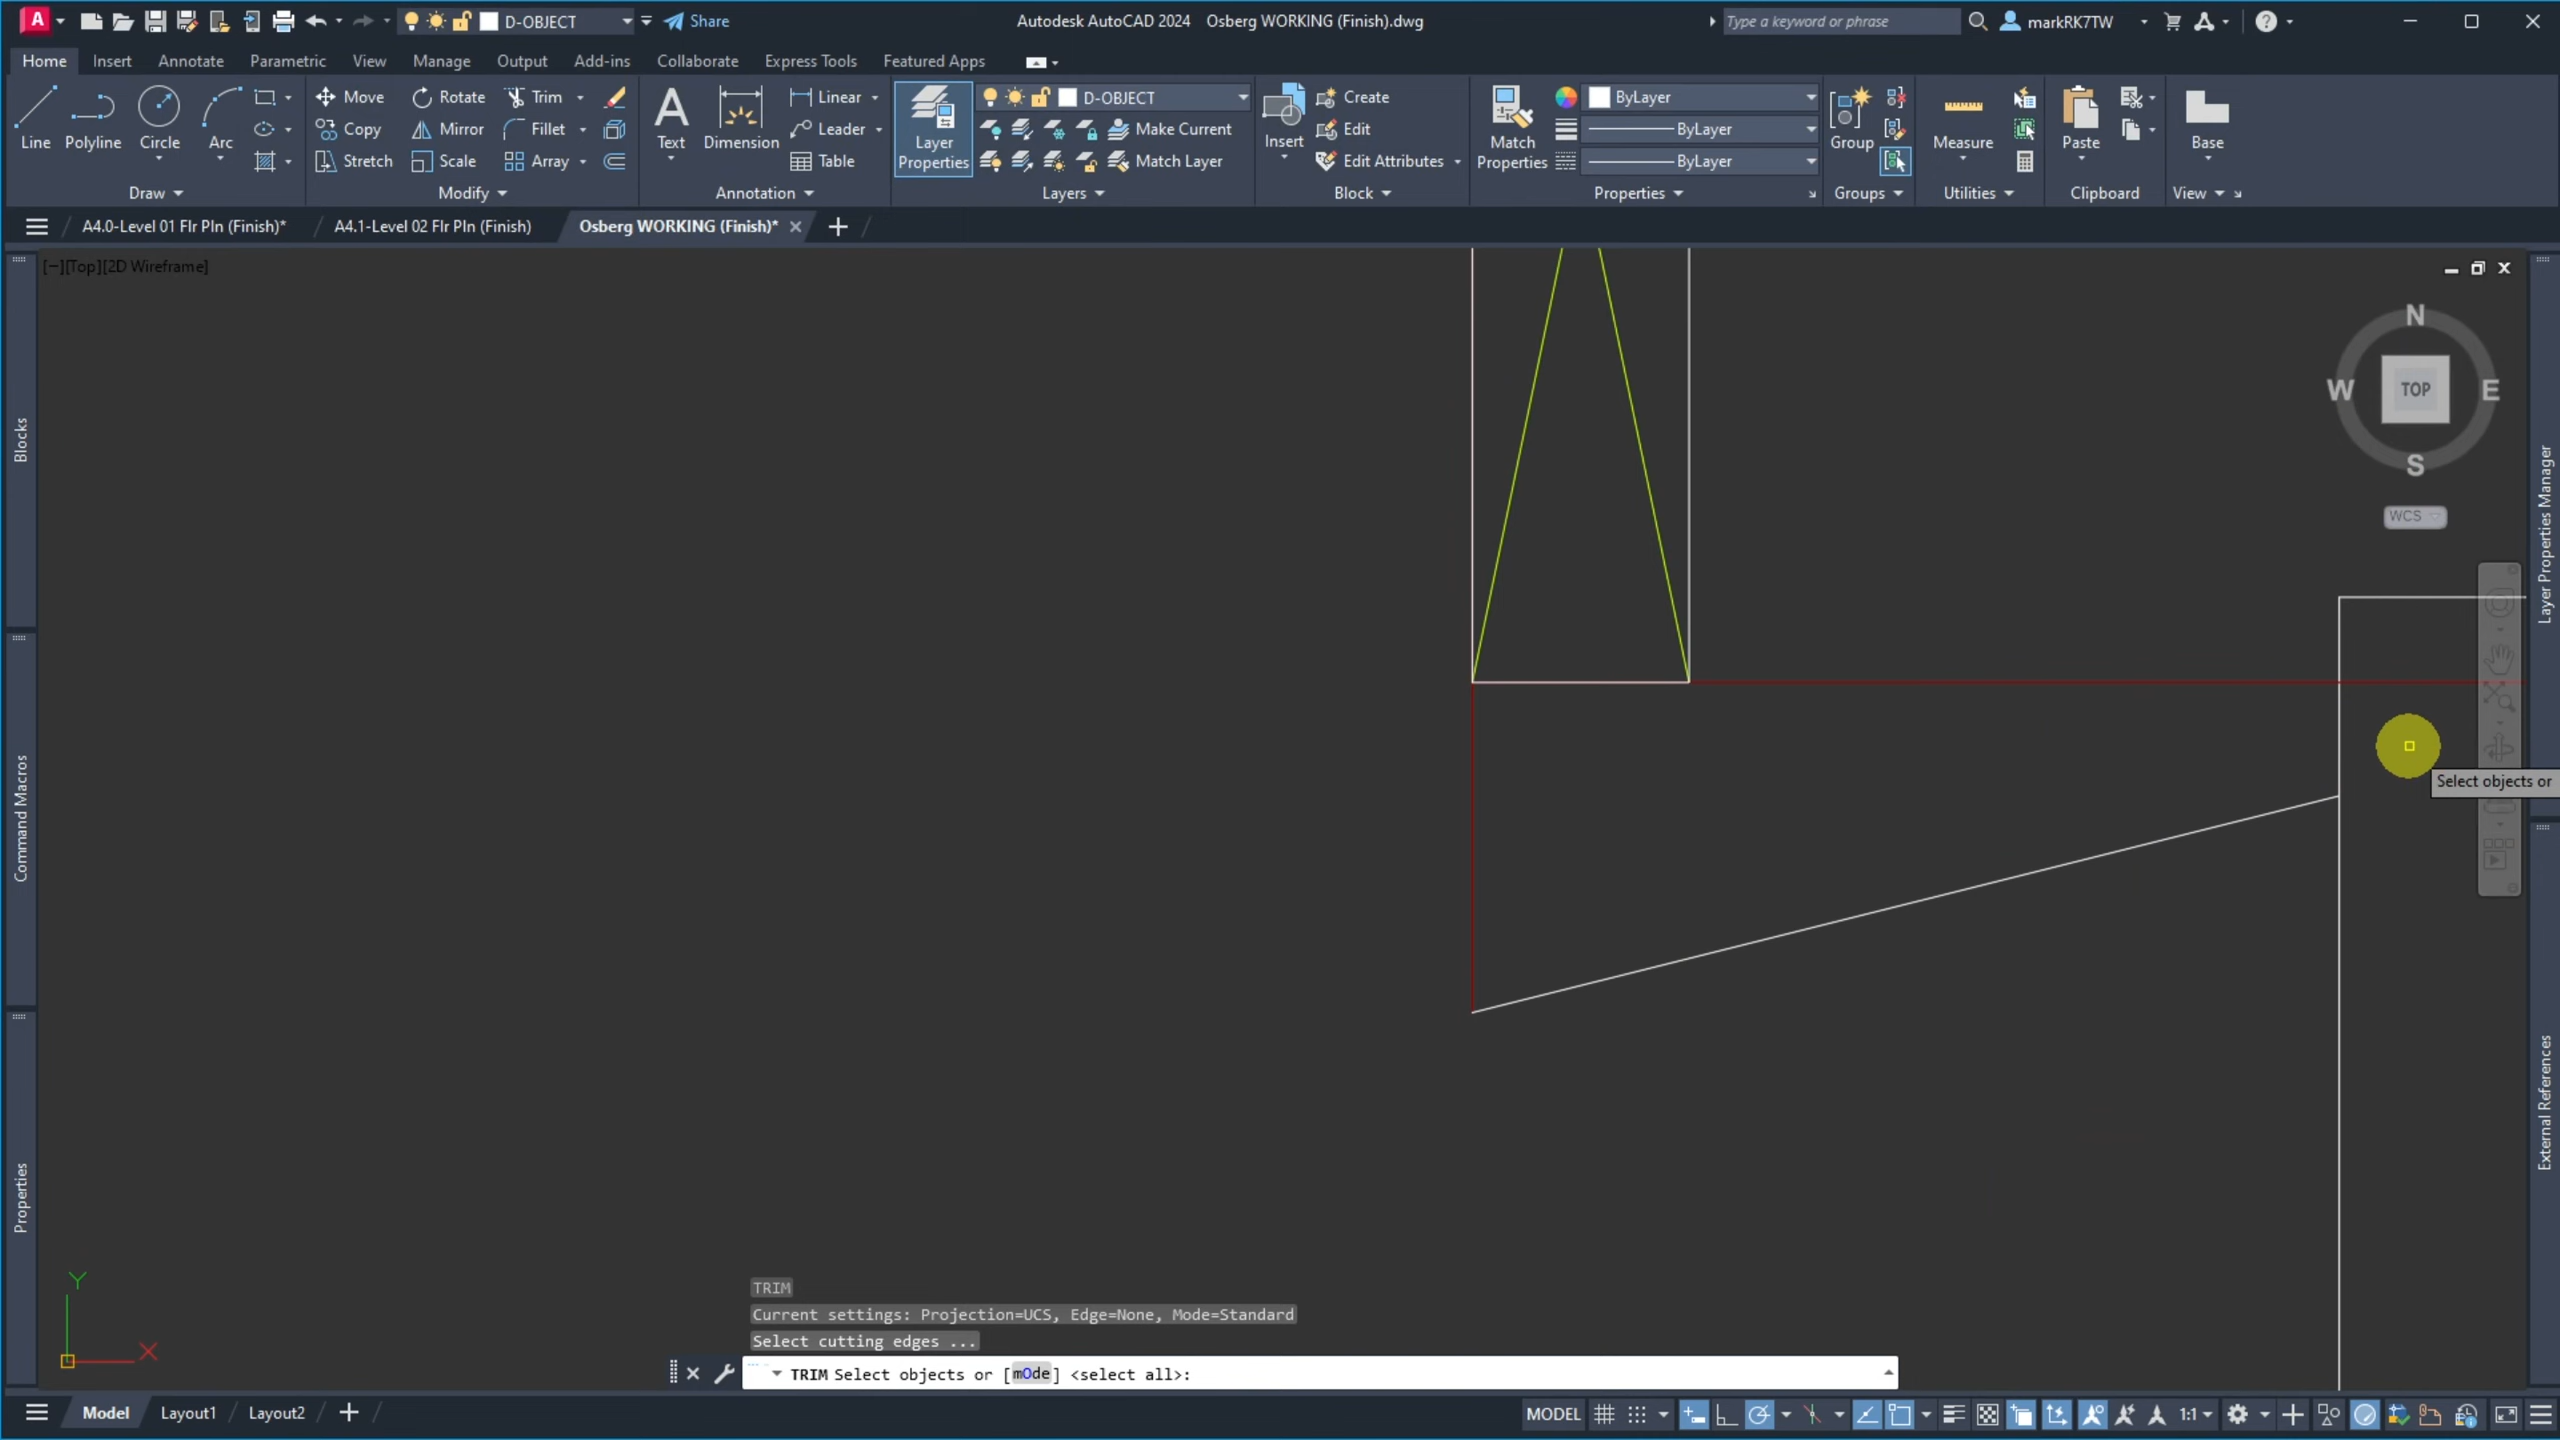 A D-OBJECT Share Autodesk AutoCAD 2024 Osberg WORKING (Finish).dwg Type a keyword or phrase markRK7TW
Home Insert Annotate Parametric View Manage Output Add-ins Collaborate Express Tools Featured Apps
Move Rotate Trim Linear D-OBJECT Create ByLayer
Copy Mirror Fillet Leader Make Current Edit ByLayer
Line Polyline Circle Arc Text Dimension Layer Properties Insert Match Properties Group Measure Paste Base
Stretch Scale Array Table Match Layer Edit Attributes ByLayer
Draw Modify Annotation Layers Block Properties Groups Utilities Clipboard View
A4.0-Level 01 Flr Pln (Finish)* A4.1-Level 02 Flr Pln (Finish) Osberg WORKING (Finish)*
[−][Top][2D Wireframe]
N
W TOP E
S
WCS
Blocks
Command Macros
Properties
Layer Properties Manager
External References
Select objects or
Y
X
TRIM
Current settings: Projection=UCS, Edge=None, Mode=Standard
Select cutting edges ...
TRIM Select objects or [mOde] <select all>:
Model Layout1 Layout2 MODEL 1:1